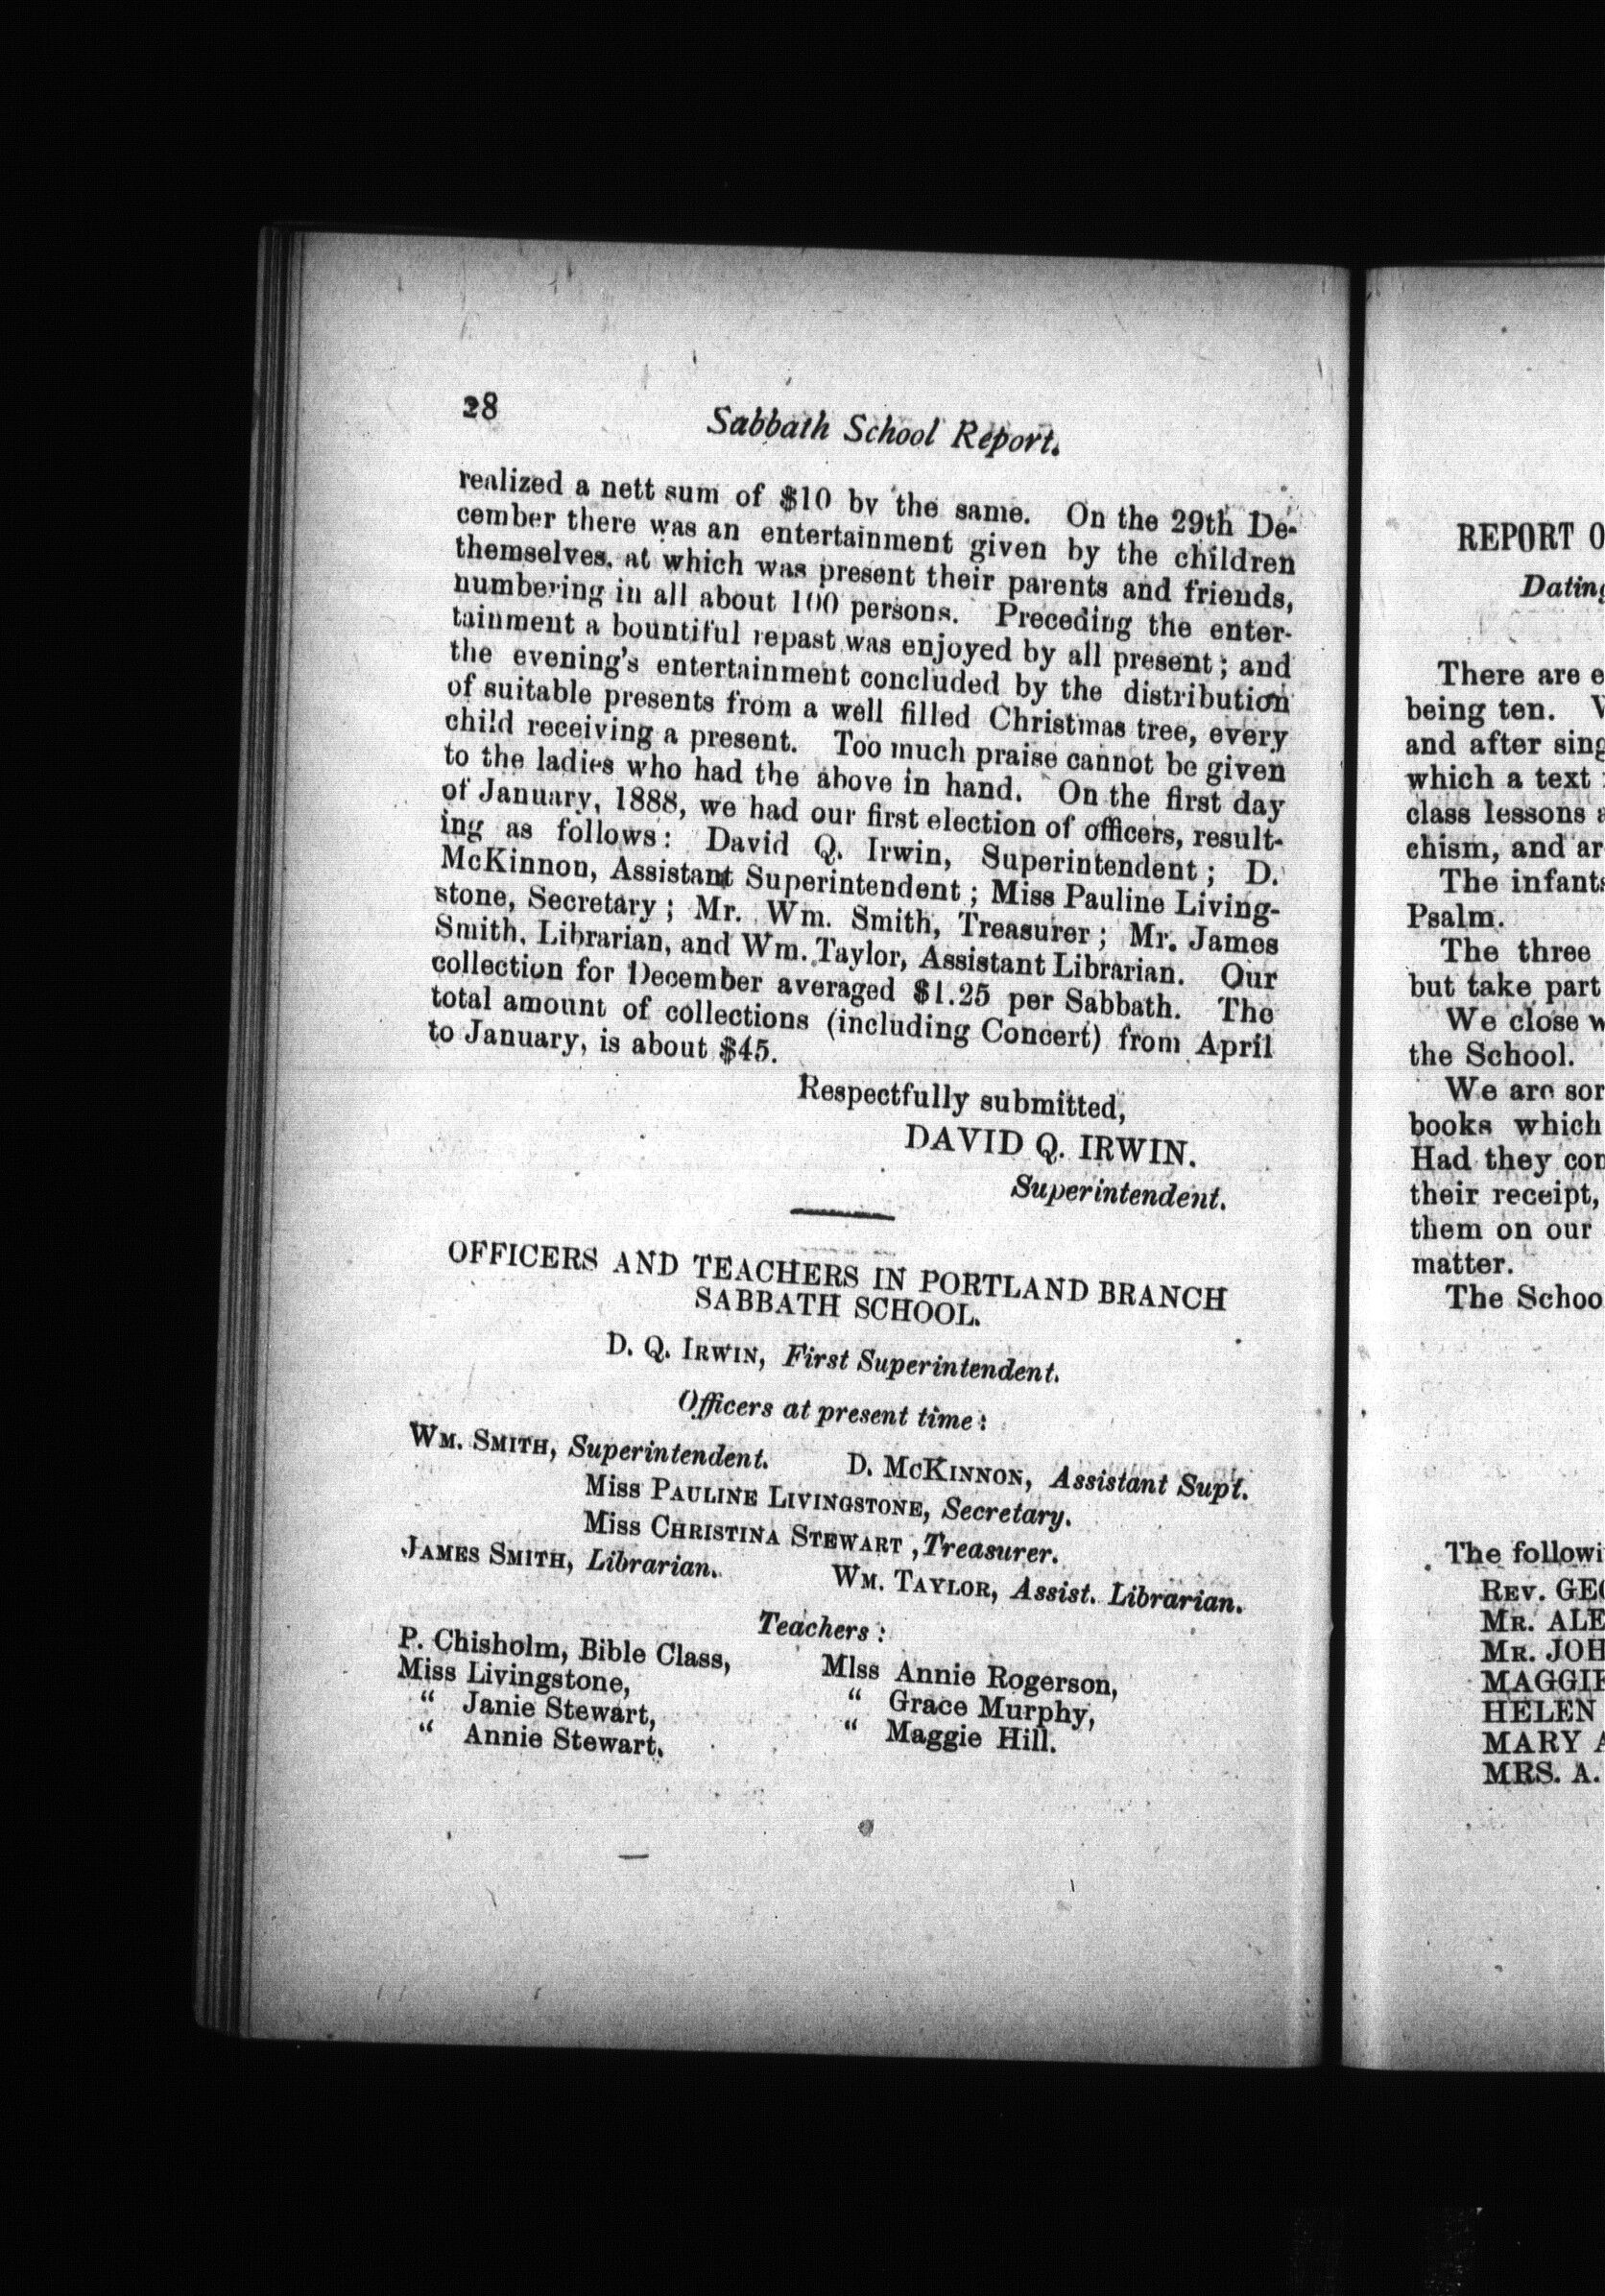 28
Sabbath School Report.
realized a nett sum of $10 bv the same. On the 29th De-
cember there was an entertainment given by the children
themselves, at which was present their parents and friends,
numbering in all about 100 persons. Preceding the enter-
tainment a bountiful repast was enjoyed by all present; and
the evening's entertainment concluded by the distribution
of suitable presents from a well filled Christmas tree, every
child receiving a present. Too much praise cannot be given
to the ladies who had the above in hand. On the first day
of January, 1888, we had our first election of officers, result-
ing as follows: David Q. Irwin, Superintendent; D.
McKinnon, Assistant Superintendent; Miss Pauline Living-
stone, Secretary; Mr. Wm. Smith, Treasurer; Mr. James
Smith, Librarian, and Wm. Taylor, Assistant Librarian. Our
collection for December averaged $1.25 per Sabbath. The
total amount of collections (including Concert) from April
to January, is about $45.
Respectfully submitted,
DAVID Q. IRWIN.
Superintendent.
OFFICERS AND TEACHERS IN PORTLAND BRANCH
SABBATH SCHOOL.
D. Q. IRWIN, First Superintendent.
Officers at present time:
WM. SMITH, Superintendent. D. McKINNON, Assistant Supt.
Miss PAULINE LIVINGSTONE, Secretary.
Miss CHRISTINA STEWART ,Treasurer.
JAMES SMITH, Librarian. WM. TAYLOR, Assist. Librarian.
Teachers:
P. Chisholm, Bible Class, MIss Annie Rogerson,
Miss Livingstone, " Grace Murphy,
" Janie Stewart, " Maggie Hill.
" Annie Stewart.
REPORT O
Dating
There are e
being ten.
and after sing
which a text
class lessons a
chism, and ar
The infants
Psalm.
The three
but take part
We close w
the School.
We are sor
books which
Had they con
their receipt,
them on our
matter.
The Schoo
The followi
REV. GEO
MR. ALE
MR. JOH
MAGGIE
HELEN
MARY A
MRS. A.